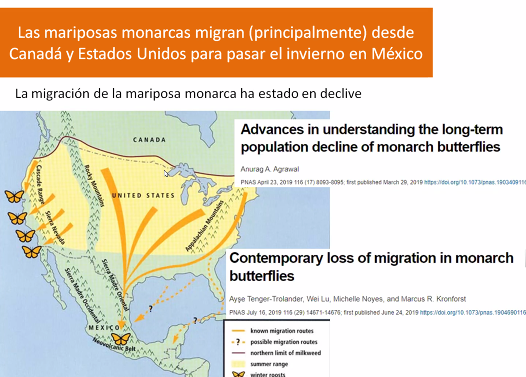 Las mariposas monarcas migran (principalmente) desde
Canadá y Estados Unidos para pasar el invierno en México
La migración de la mariposa monarca ha estado en declive
CANADA
UNITED STATES
Cascade Range
Rocky Mountains
Sierra Nevada
Appalachian Mountains
Sierra Madre Occidental
Sierra Madre Oriental
MEXICO
Neovolcanic Belt
?
?
Advances in understanding the long-term
population decline of monarch butterflies
Anurag A. Agrawal
PNAS April 23, 2019 116 (17) 8093-8095; first published March 29, 2019 https://doi.org/10.1073/pnas.190340911
Contemporary loss of migration in monarch
butterflies
Ayşe Tenger-Trolander, Wei Lu, Michelle Noyes, and Marcus R. Kronforst
PNAS July 16, 2019 116 (29) 14671-14676; first published June 24, 2019 https://doi.org/10.1073/pnas.190469011
known migration routes
? possible migration routes
northern limit of milkweed
summer range
winter roosts